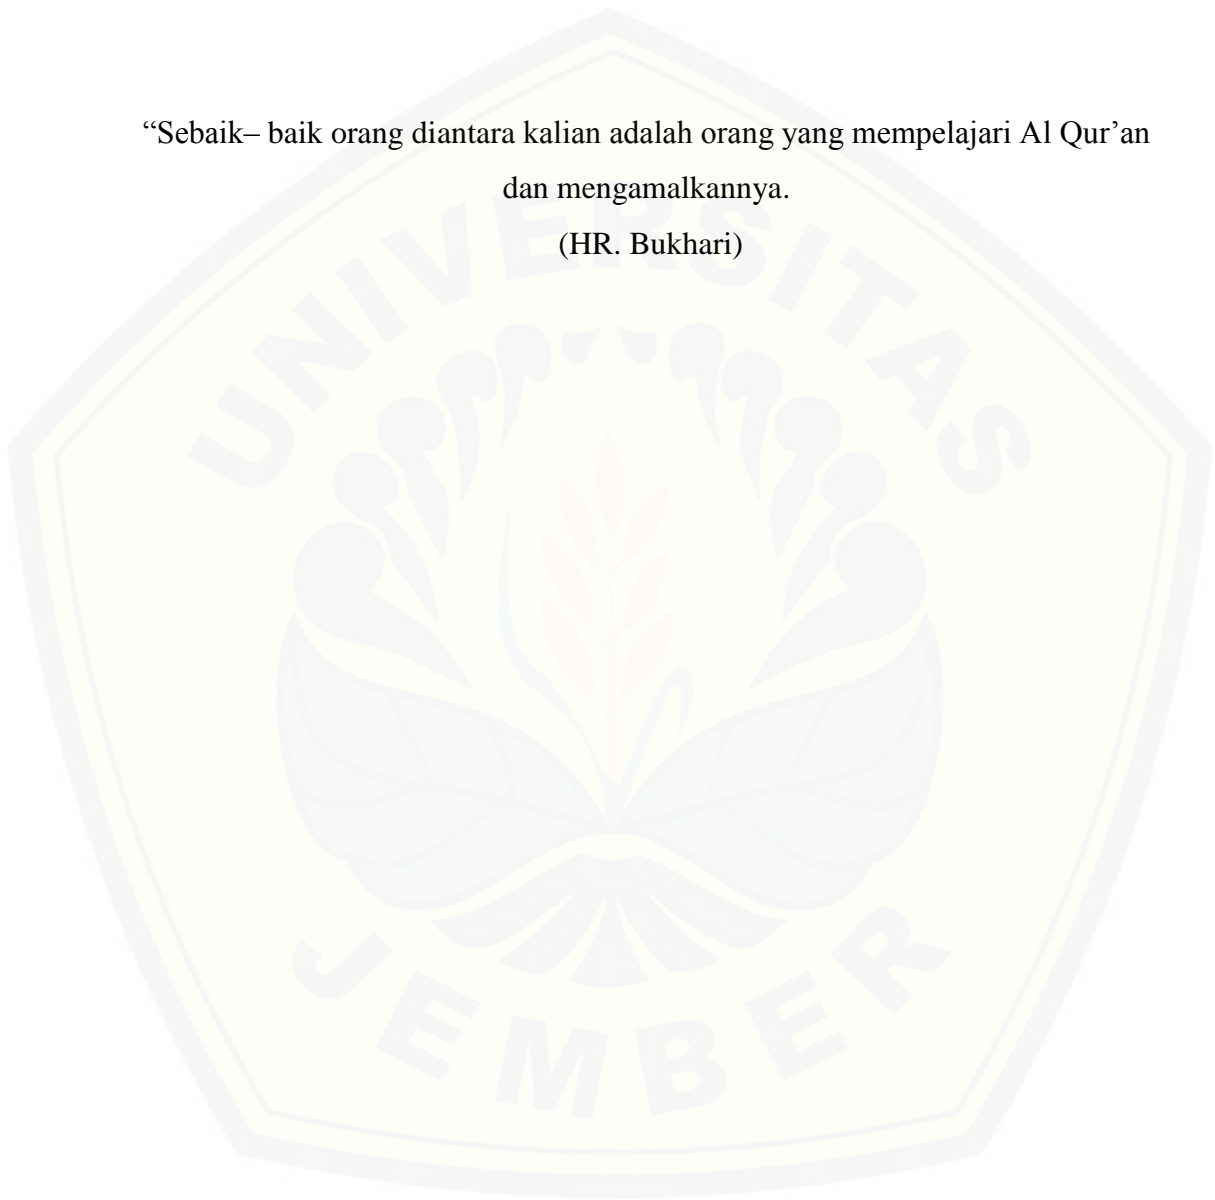 “Sebaik– baik orang diantara kalian adalah orang yang mempelajari Al Qur’an
dan mengamalkannya.
(HR. Bukhari)
UNIVERSITAS
JEMBER